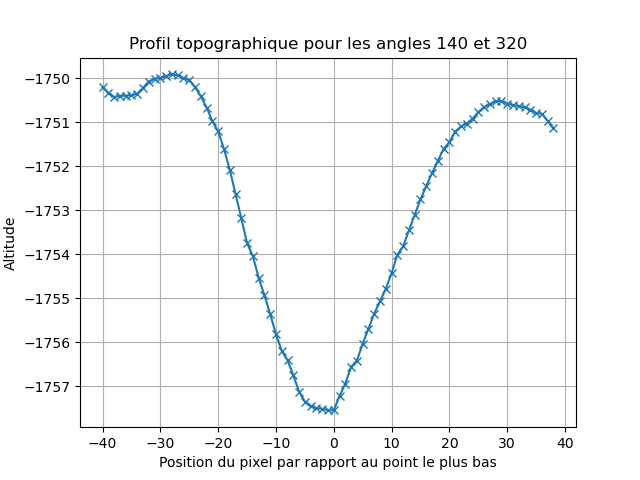 Profil topographique pour les angles 140 et 320
Altitude
−1750
−1751
−1752
−1753
−1754
−1755
−1756
−1757
−40 −30 −20 −10 0 10 20 30 40
Position du pixel par rapport au point le plus bas